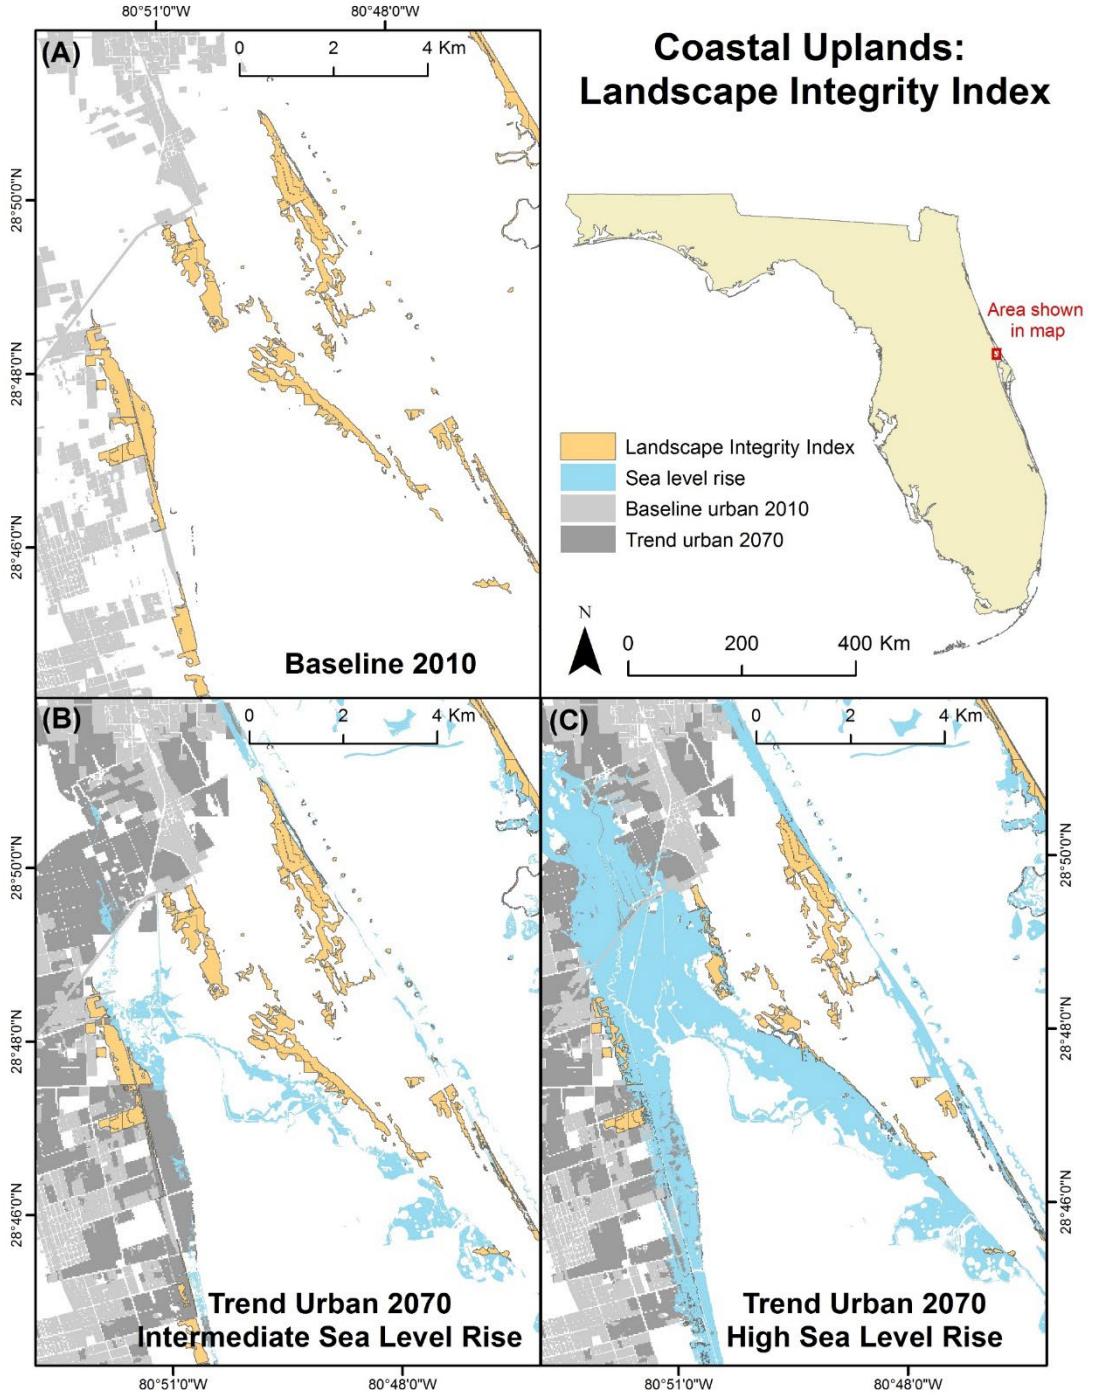 80°51'0"W
80°48'0"W
(A)
0
2
4 Km
28°50'0"N
28°48'0"N
28°46'0"N
Baseline 2010
Coastal Uplands:
Landscape Integrity Index
Area shown
in map
Landscape Integrity Index
Sea level rise
Baseline urban 2010
Trend urban 2070
N
0
200
400 Km
(B)
0
2
4 Km
28°50'0"N
28°48'0"N
28°46'0"N
Trend Urban 2070
Intermediate Sea Level Rise
80°51'0"W
80°48'0"W
(C)
0
2
4 Km
28°50'0"N
28°48'0"N
28°46'0"N
Trend Urban 2070
High Sea Level Rise
80°51'0"W
80°48'0"W